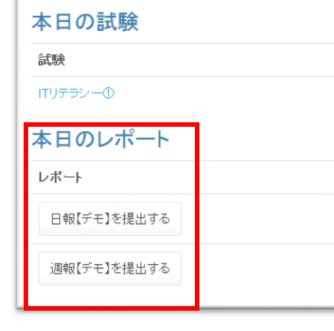 本日の試験
試験
ITリテラシー①
本日のレポート
レポート
日報【デモ】を提出する
週報【デモ】を提出する